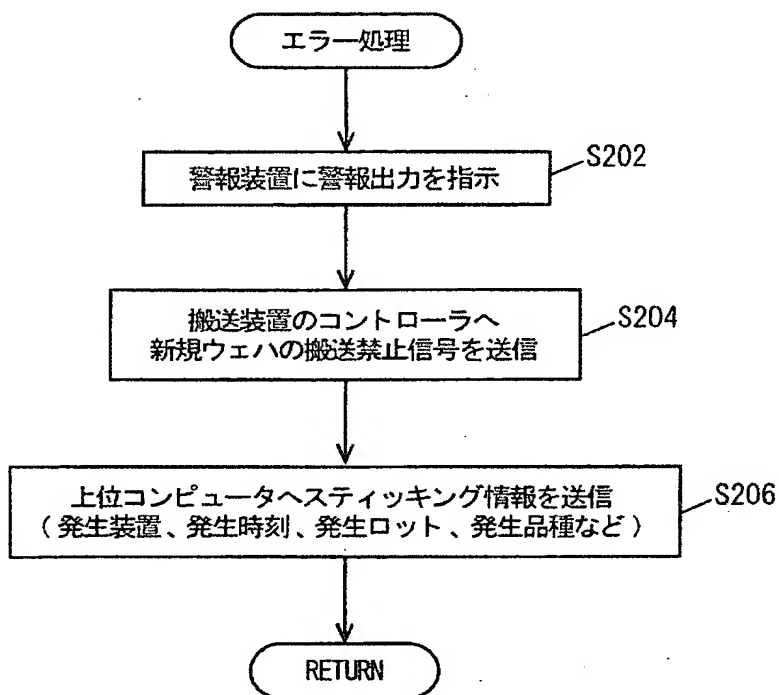 エラー処理
警報装置に警報出力を指示
S202
搬送装置のコントローラへ
新規ウェハの搬送禁止信号を送信
S204
上位コンピュータへスティッキング情報を送信
（発生装置、発生時刻、発生ロット、発生品種など）
S206
RETURN